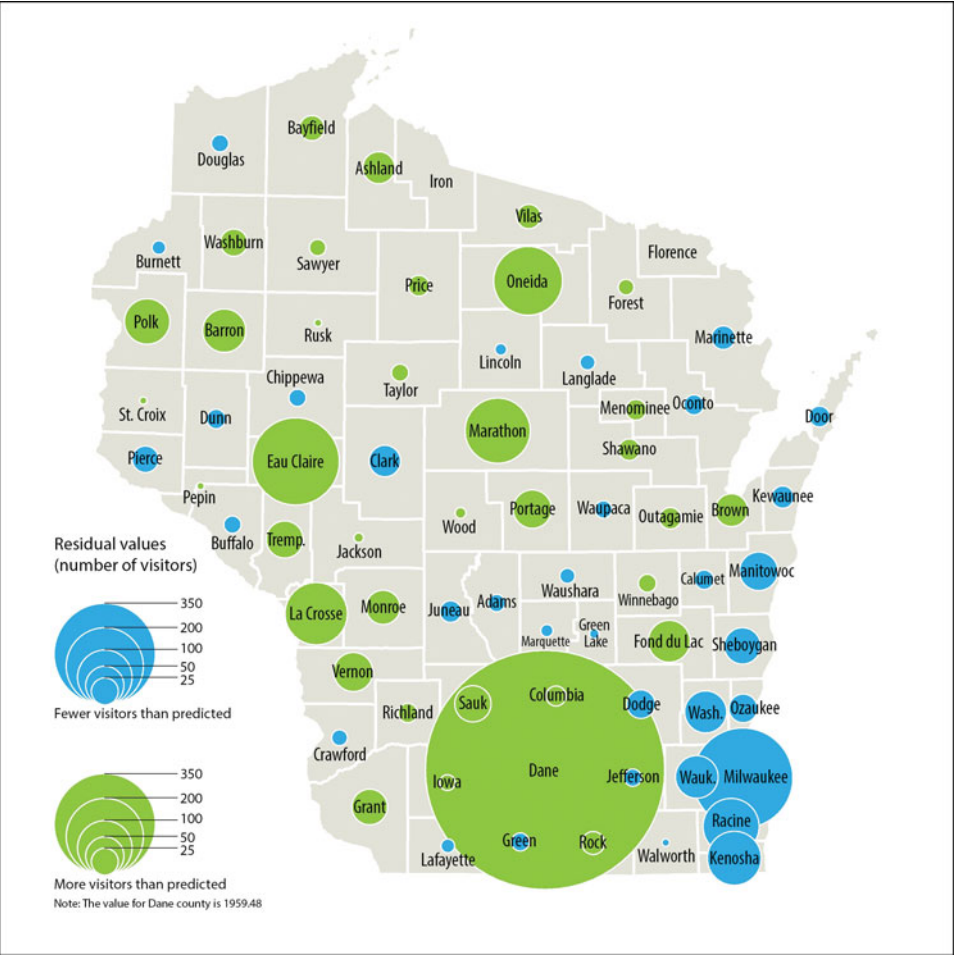 Bayfield
Douglas
Ashland
Iron
Vilas
Washburn
Burnett
Sawyer
Florence
Price
Oneida
Forest
Polk
Barron
Rusk
Marinette
Lincoln
Chippewa
Langlade
Taylor
St. Croix
Dunn
Menominee
Oconto
Door
Marathon
Shawano
Pierce
Eau Claire
Clark
Pepin
Kewaunee
Portage
Waupaca
Outagamie
Brown
Wood
Buffalo
Tremp.
Jackson
Residual values
(number of visitors)
350
200
100
50
25
Fewer visitors than predicted
Manitowoc
Calumet
Waushara
Winnebago
La Crosse
Monroe
Juneau
Adams
Green
Lake
Marquette
Fond du Lac
Sheboygan
Vernon
Columbia
Sauk
Dodge
Richland
Wash.
Ozaukee
Crawford
Dane
Iowa
Jefferson
Wauk.
Milwaukee
Grant
Racine
Green
Rock
Lafayette
Walworth
Kenosha
350
200
100
50
25
More visitors than predicted
Note: The value for Dane county is 1959.48